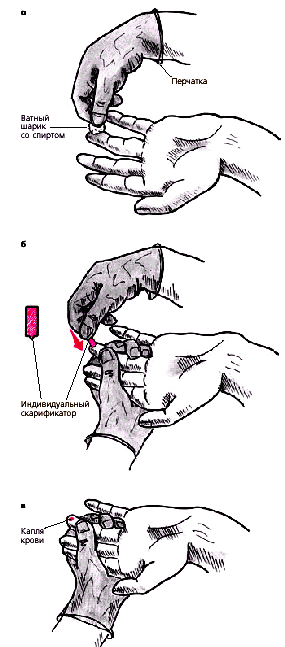 а
Перчатка
Ватный
шарик
со спиртом
б
Индивидуальный
скарификатор
в
Капля
крови